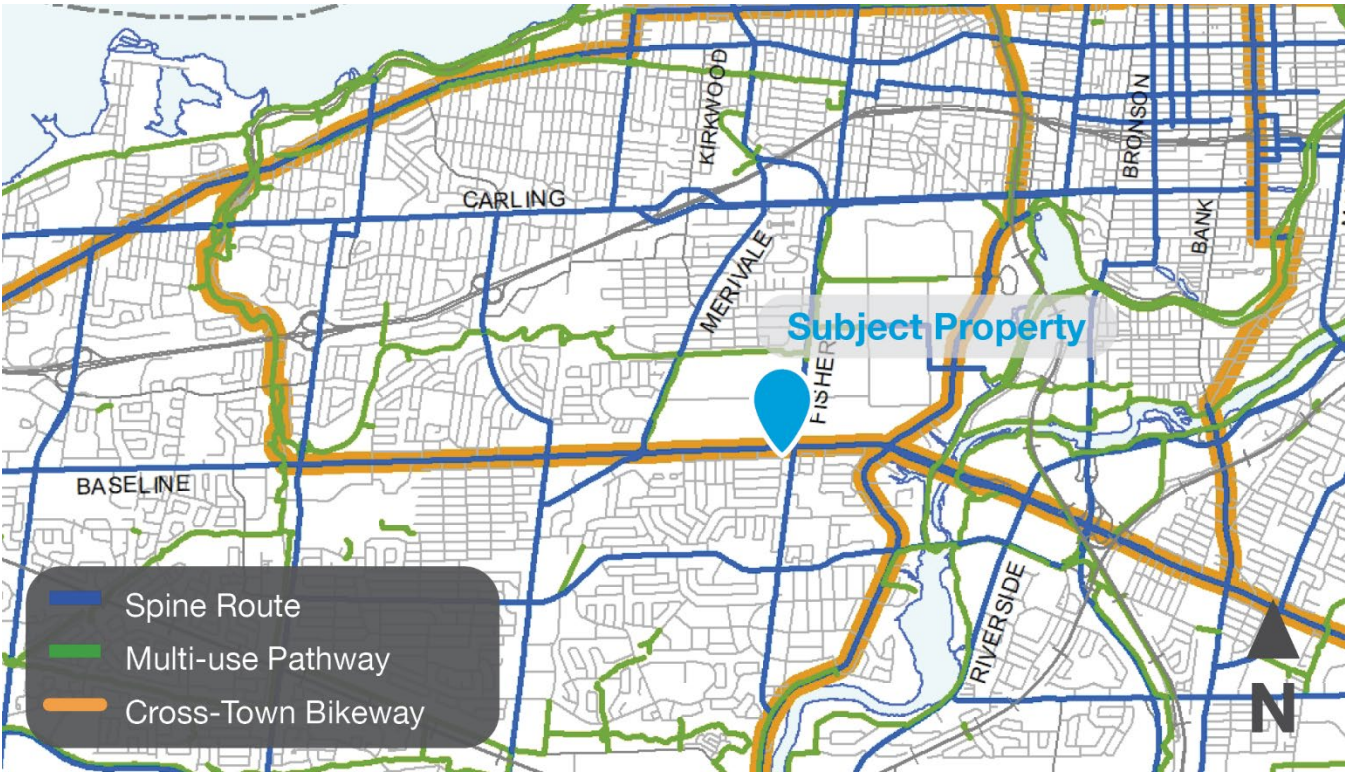 KIRKWOOD
BRONSON
CARLING
BANK
MERIVALE
Subject Property
FISHER
BASELINE
RIVERSIDE
Spine Route
Multi-use Pathway
Cross-Town Bikeway
N